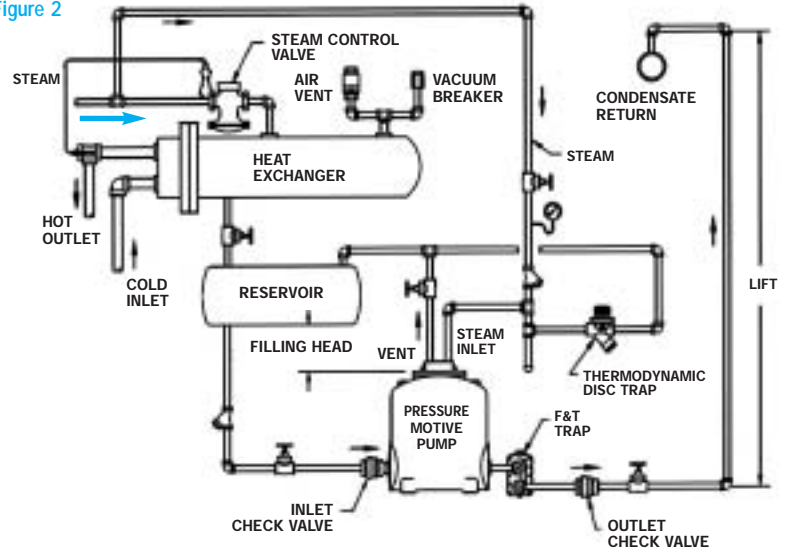 Figure 2
STEAM CONTROL
VALVE
STEAM
AIR
VENT
VACUUM
BREAKER
CONDENSATE
RETURN
HEAT
EXCHANGER
STEAM
HOT
OUTLET
COLD
INLET
RESERVOIR
LIFT
FILLING HEAD
VENT
STEAM
INLET
THERMODYNAMIC
DISC TRAP
PRESSURE
MOTIVE
PUMP
F&T
TRAP
INLET
CHECK VALVE
OUTLET
CHECK VALVE